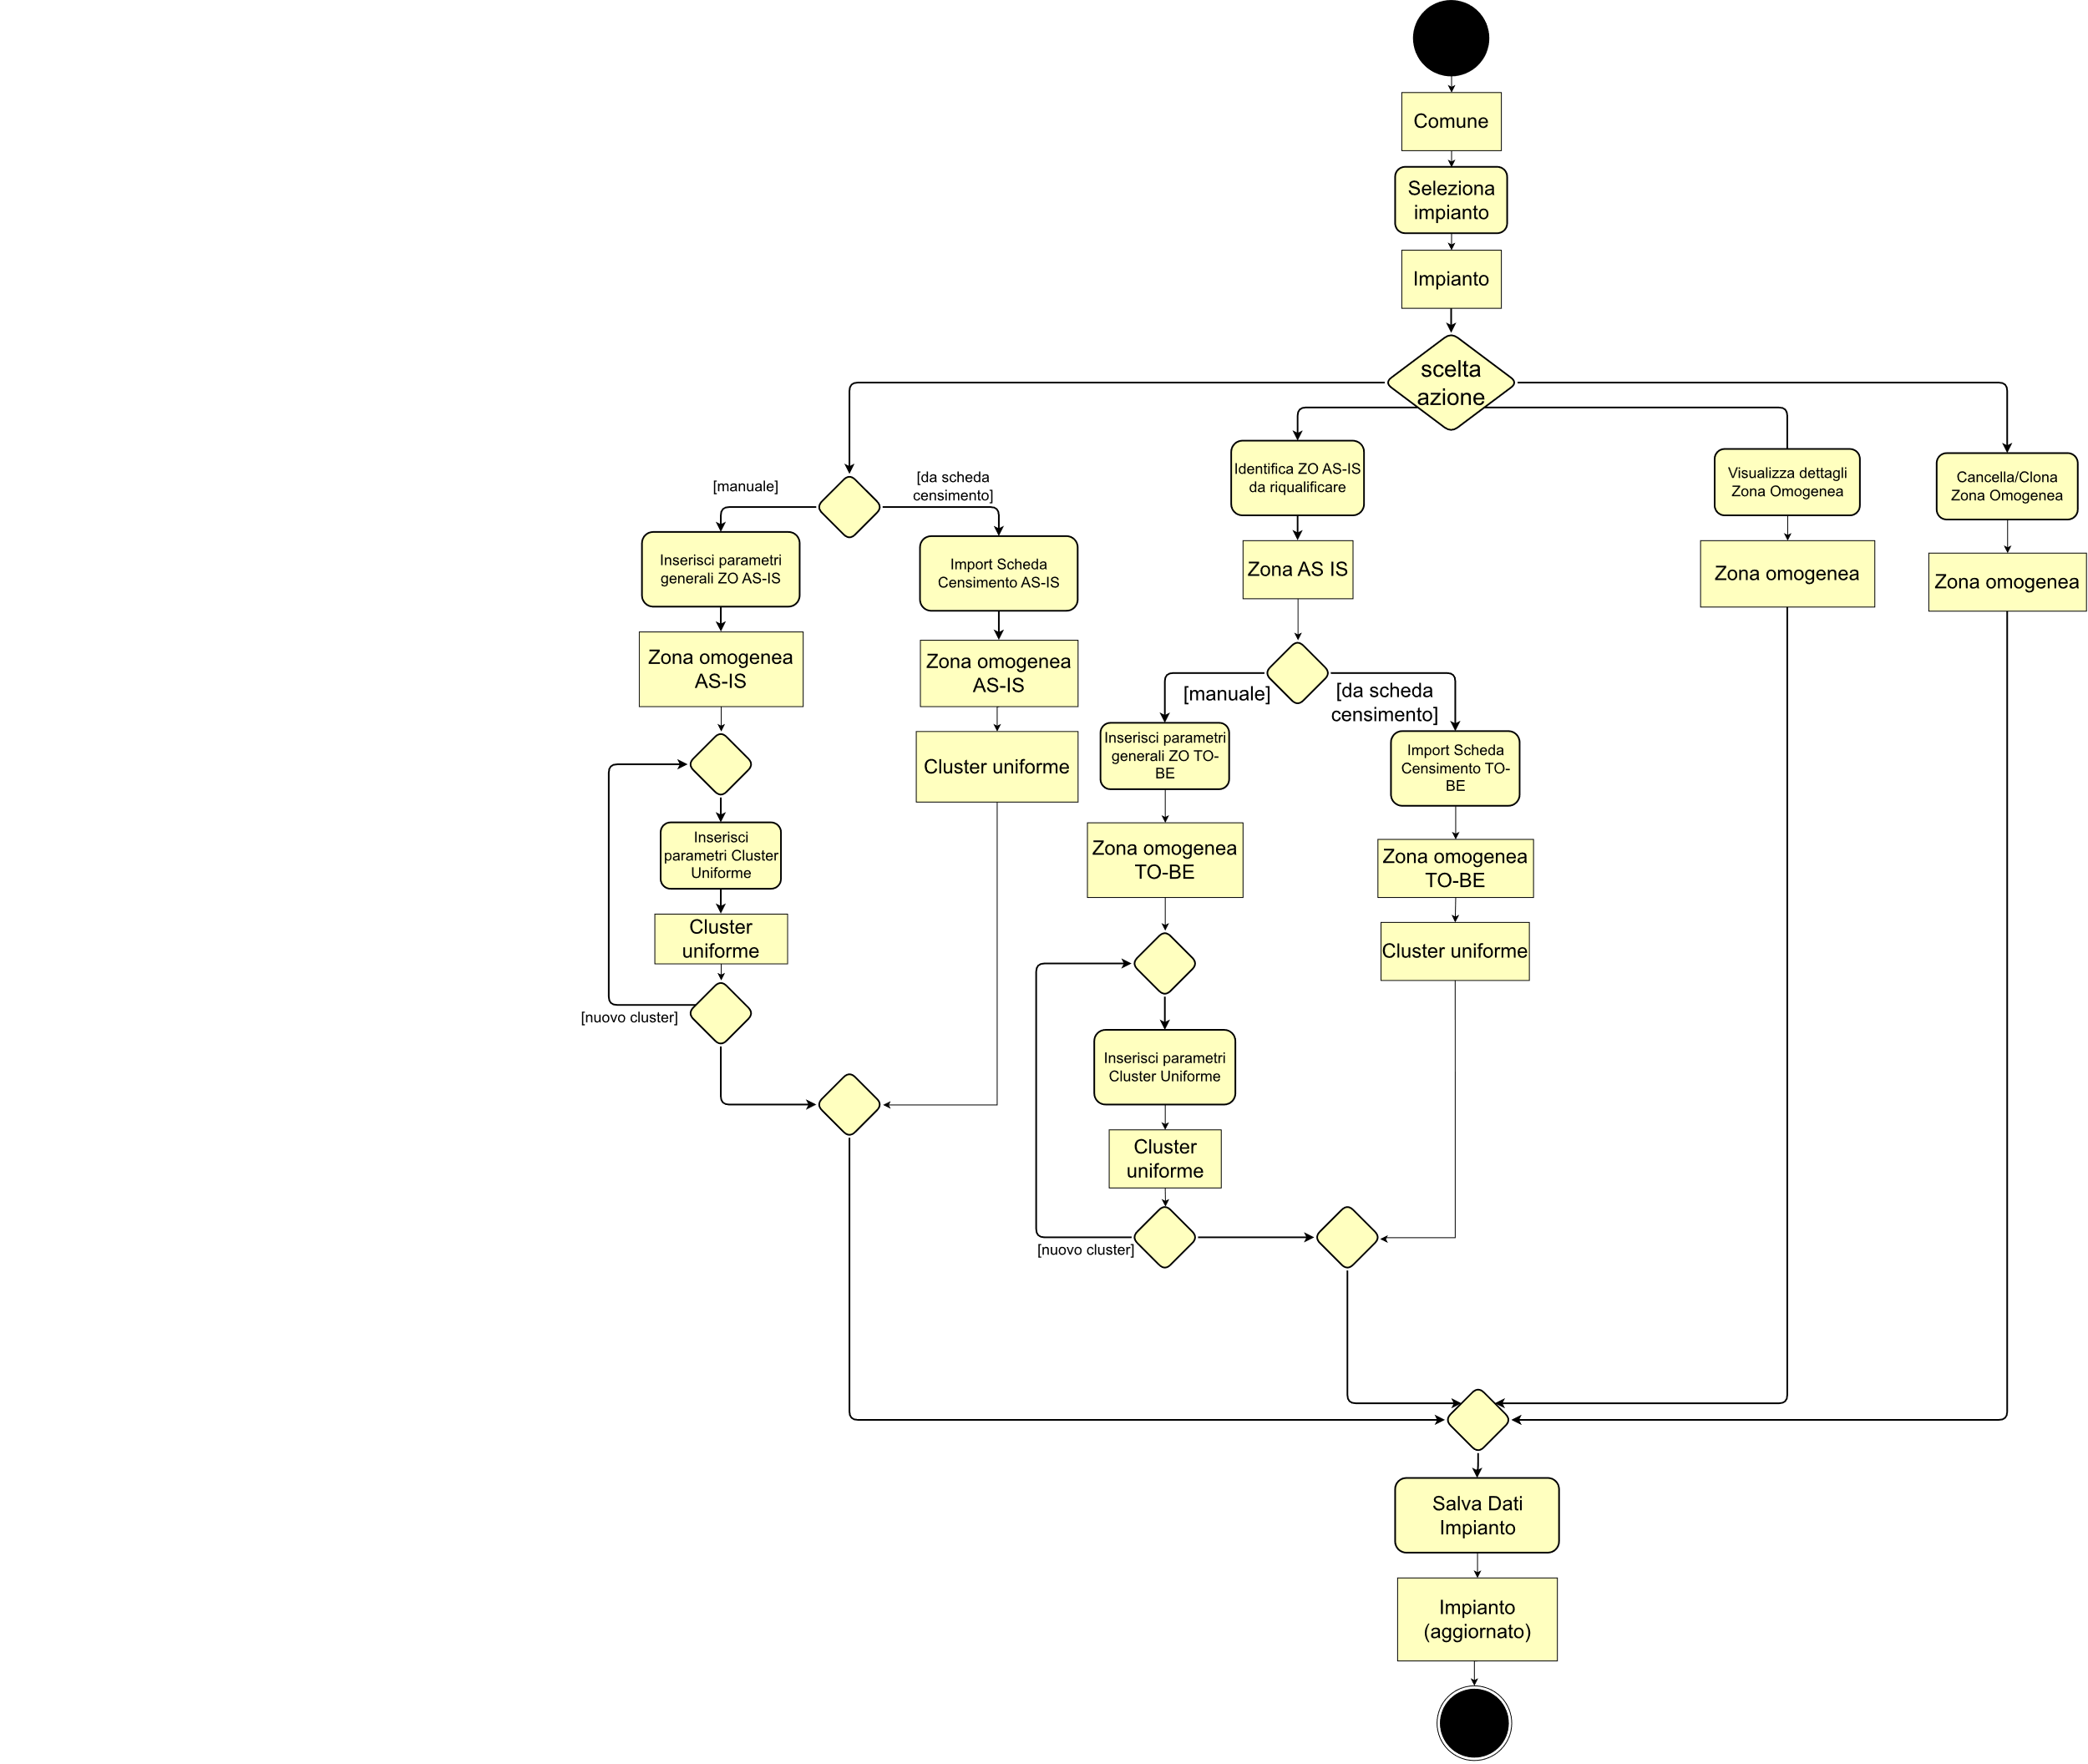 Comune
Seleziona
impianto
Impianto
scelta
azione
[manuale]
[da scheda
censimento]
Inserisci parametri
generali ZO AS-IS
Zona omogenea
AS-IS
Inserisci
parametri Cluster
Uniforme
Cluster
uniforme
[nuovo cluster]
Import Scheda
Censimento AS-IS
Zona omogenea
AS-IS
Cluster uniforme
Identifica ZO AS-IS
da riqualificare
Zona AS IS
[manuale]
[da scheda
censimento]
Inserisci parametri
generali ZO TO-
BE
Zona omogenea
TO-BE
Inserisci parametri
Cluster Uniforme
Cluster
uniforme
[nuovo cluster]
Import Scheda
Censimento TO-
BE
Zona omogenea
TO-BE
Cluster uniforme
Visualizza dettagli
Zona Omogenea
Zona omogenea
Cancella/Clona
Zona Omogenea
Zona omogenea
Salva Dati
Impianto
Impianto
(aggiornato)